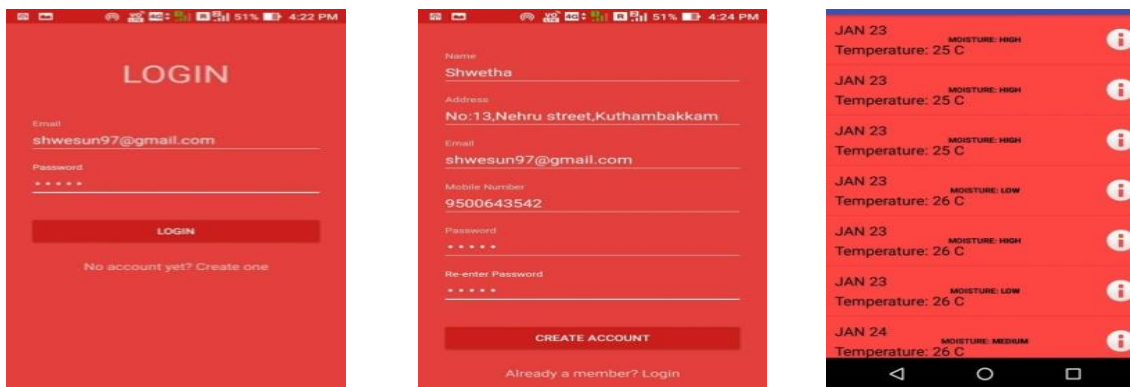 51% 4:22 PM
LOGIN
Email
shwesun97@gmail.com
Password
LOGIN
No account yet? Create one
51% 4:24 PM
Name
Shwetha
Address
No:13,Nehru street,Kuthambakkam
Email
shwesun97@gmail.com
Mobile Number
9500643542
Password
Re-enter Password
CREATE ACCOUNT
Already a member? Login
JAN 23
MOISTURE: HIGH
Temperature: 25 C
JAN 23
MOISTURE: HIGH
Temperature: 25 C
JAN 23
MOISTURE: HIGH
Temperature: 25 C
JAN 23
MOISTURE: LOW
Temperature: 26 C
JAN 23
MOISTURE: HIGH
Temperature: 26 C
JAN 23
MOISTURE: LOW
Temperature: 26 C
JAN 24
MOISTURE: MEDIUM
Temperature: 26 C